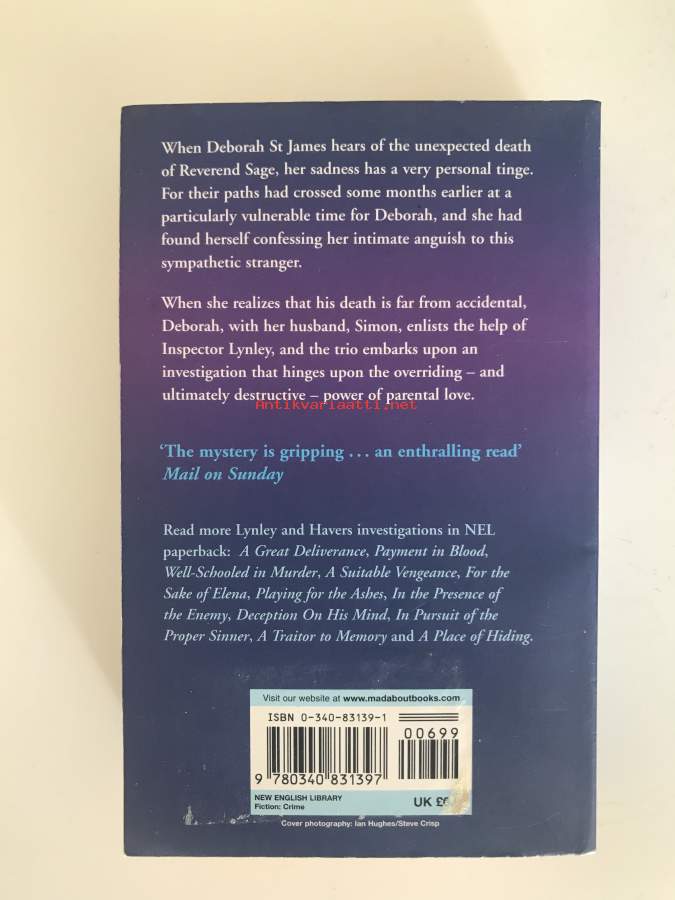 When Deborah St James hears of the unexpected death
of Reverend Sage, her sadness has a very personal tinge.
For their paths had crossed some months earlier at a
particularly vulnerable time for Deborah, and she had
found herself confessing her intimate anguish to this
sympathetic stranger.
When she realizes that his death is far from accidental,
Deborah, with her husband, Simon, enlists the help of
Inspector Lynley, and the trio embarks upon an
investigation that hinges upon the overriding – and
ultimately destructive – power of parental love.
Antikvariaatti.net
‘The mystery is gripping . . . an enthralling read’
Mail on Sunday
Read more Lynley and Havers investigations in NEL
paperback: A Great Deliverance, Payment in Blood,
Well-Schooled in Murder, A Suitable Vengeance, For the
Sake of Elena, Playing for the Ashes, In the Presence of
the Enemy, Deception On His Mind, In Pursuit of the
Proper Sinner, A Traitor to Memory and A Place of Hiding.
Visit our website at www.madaboutbooks.com
ISBN 0-340-83139-1
00699
9 780340 831397
NEW ENGLISH LIBRARY
Fiction: Crime
UK £
Cover photography: Ian Hughes/Steve Crisp